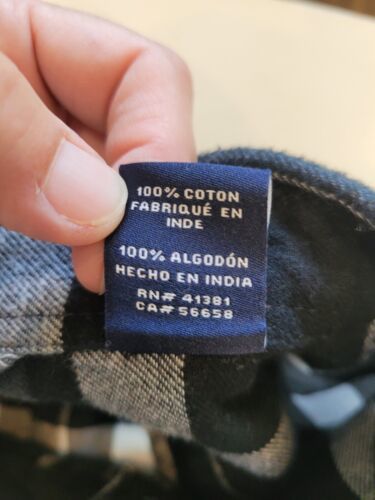 100% COTON
FABRIQUÉ EN
INDE
100% ALGODÓN
HECHO EN INDIA
RN# 41381
CA# 56658